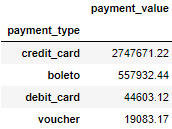 payment_value
payment_type
credit_card 2747671.22
boleto 557932.44
debit_card 44603.12
voucher 19083.17